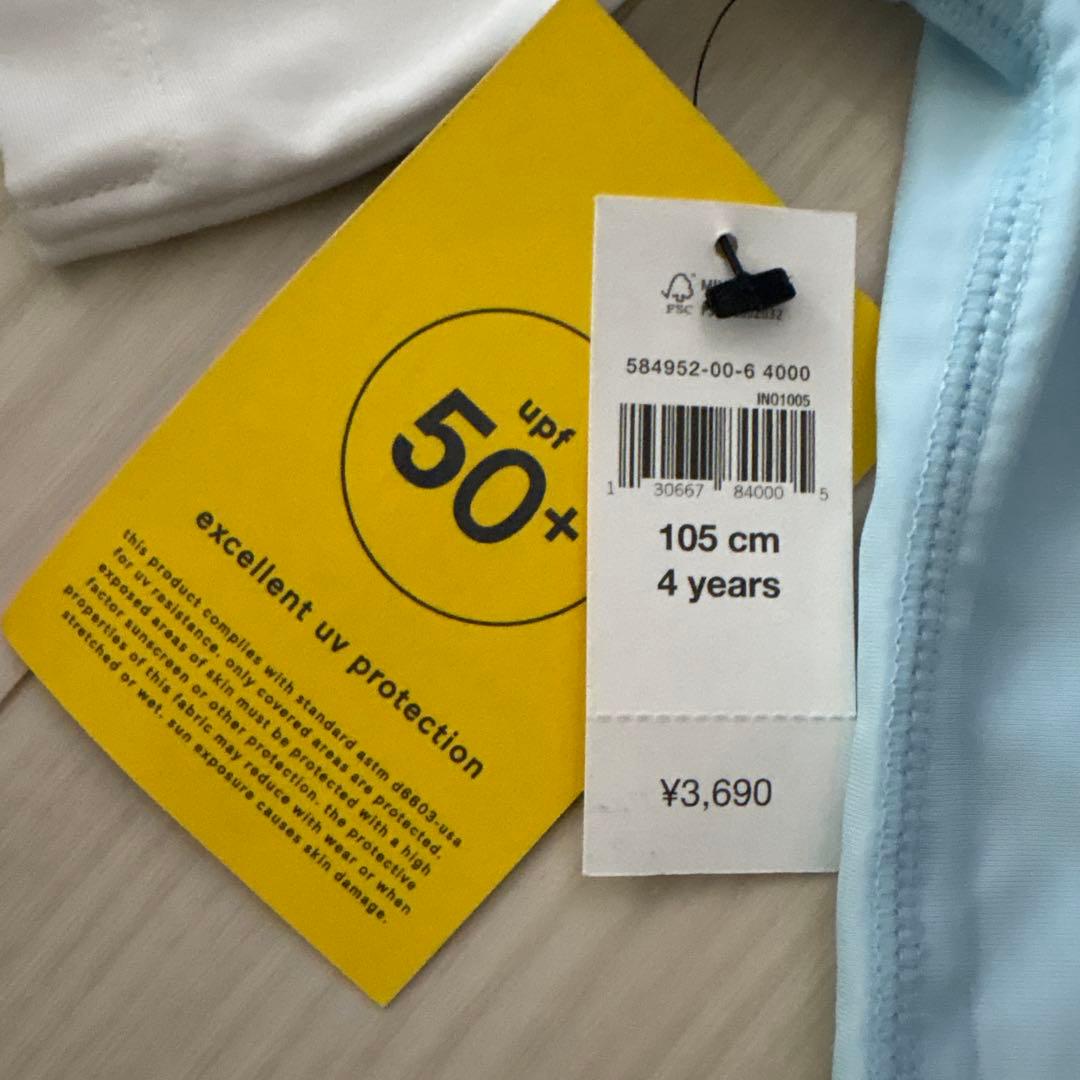 upf
50+
excellent uv protection
this product complies with standard astm d6603-usa
for uv resistance. only covered areas are protected.
exposed areas of skin must be protected with a high
factor sunscreen or other protection. the protective
properties of this fabric may reduce with wear or when
stretched or wet. sun exposure causes skin damage.
FSC
584952-00-6 4000
IN01005
1 30667 84000 5
105 cm
4 years
¥3,690